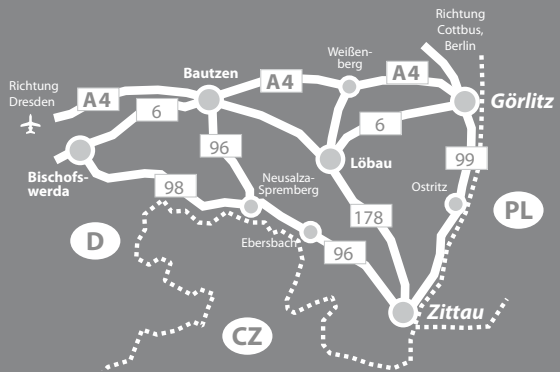 Richtung
Cottbus,
Berlin
Weißen-
berg
Bautzen
A4
A4
Richtung
Dresden
A4
Görlitz
6
6
96
Löbau
99
Bischofs-
werda
98
Neusalza-
Spremberg
Ostritz
178
PL
D
Ebersbach
96
Zittau
CZ